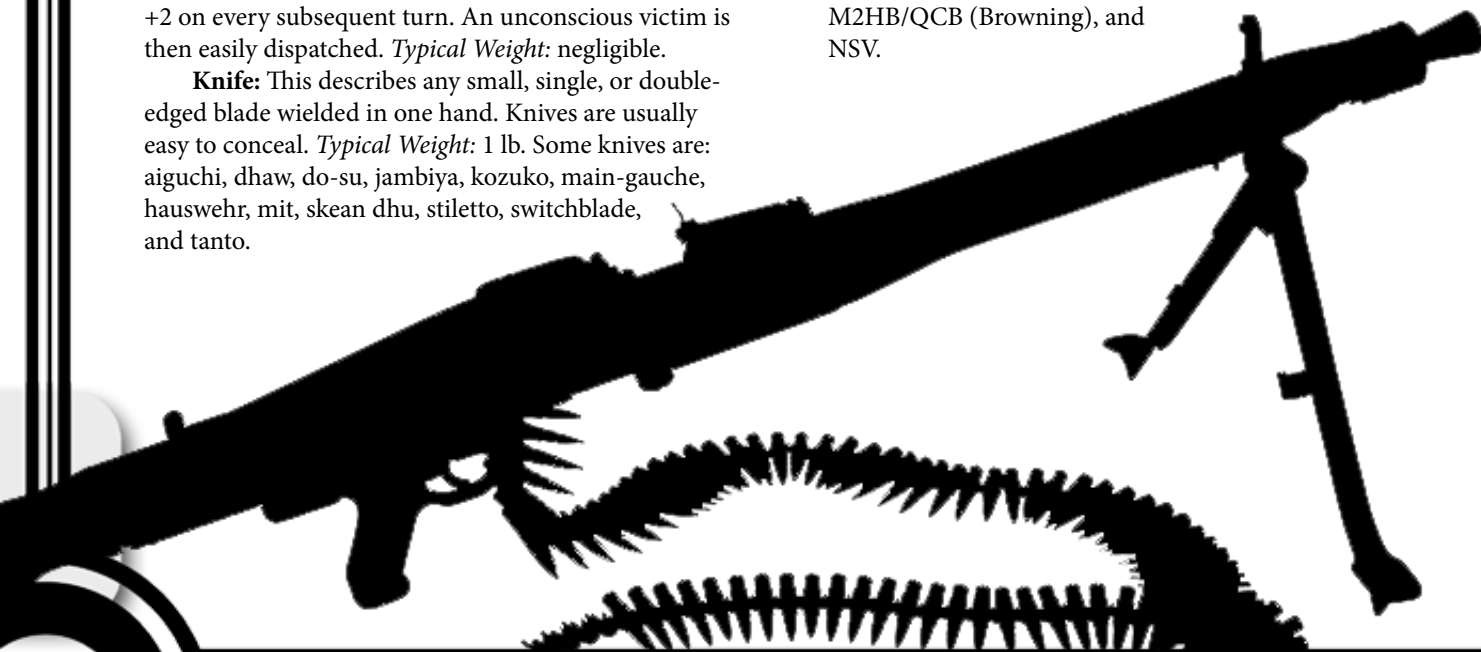 +2 on every subsequent turn. An unconscious victim is
then easily dispatched. Typical Weight: negligible.
Knife: This describes any small, single, or double-
edged blade wielded in one hand. Knives are usually
easy to conceal. Typical Weight: 1 lb. Some knives are:
aiguchi, dhaw, do-su, jambiya, kozuko, main-gauche,
hauswehr, mit, skean dhu, stiletto, switchblade,
and tanto.
M2HB/QCB (Browning), and
NSV.